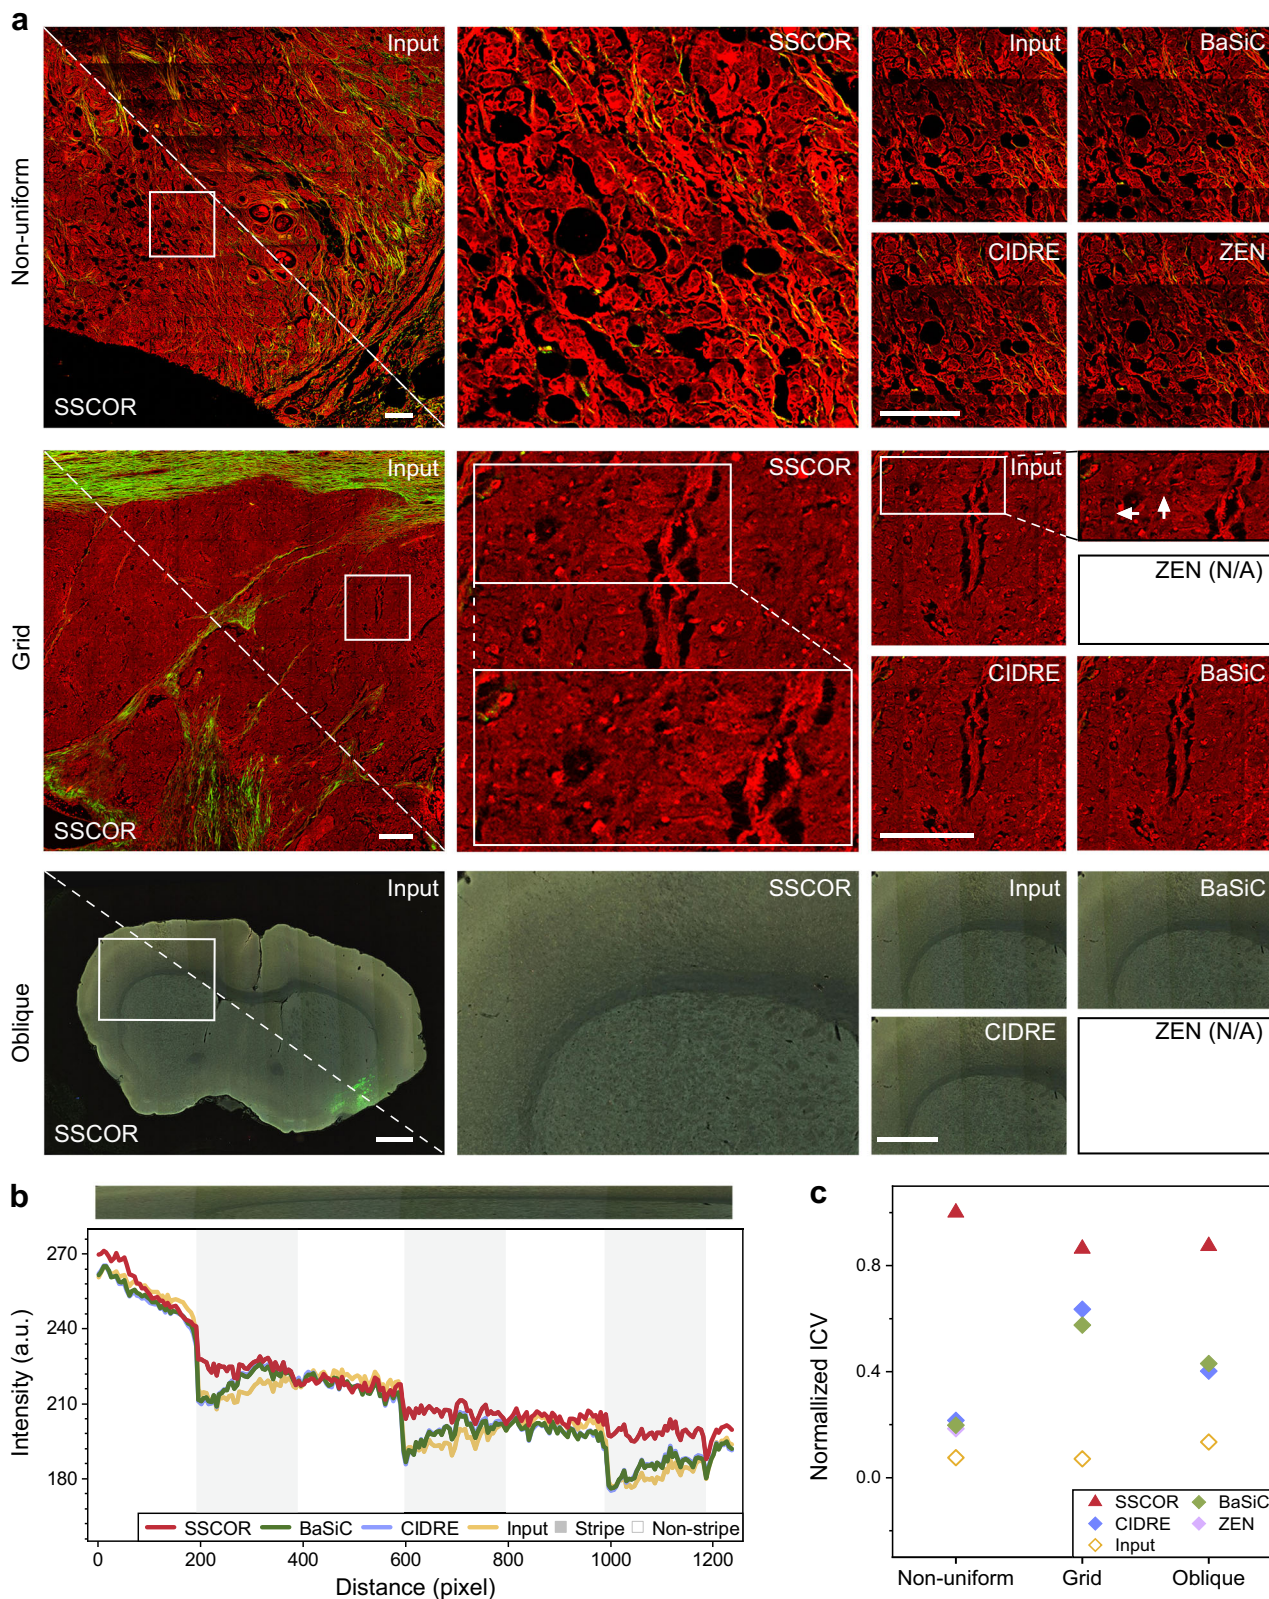 a
Input
SSCOR
Input
BaSiC
Non-uniform
CIDRE
ZEN
SSCOR
Input
SSCOR
Input
ZEN (N/A)
Grid
CIDRE
BaSiC
SSCOR
Input
SSCOR
Input
BaSiC
Oblique
CIDRE
ZEN (N/A)
SSCOR
b
270
240
210
180
Intensity (a.u.)
SSCOR BaSiC CIDRE Input Stripe Non-stripe
0 200 400 600 800 1000 1200
Distance (pixel)
c
0.8
0.4
0.0
Normallized ICV
SSCOR BaSiC
CIDRE ZEN
Input
Non-uniform Grid Oblique